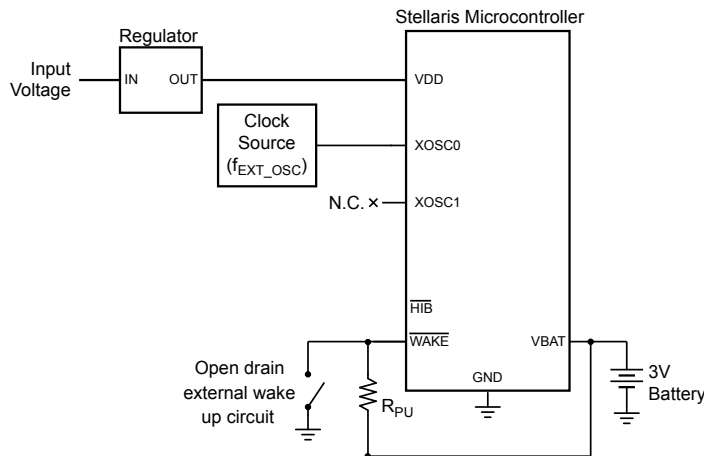 Stellaris Microcontroller
Regulator
Input
Voltage
IN
OUT
VDD
Clock
Source
(fEXT_OSC)
XOSC0
N.C.
XOSC1
HIB
WAKE
VBAT
Open drain
external wake
up circuit
RPU
GND
3V
Battery